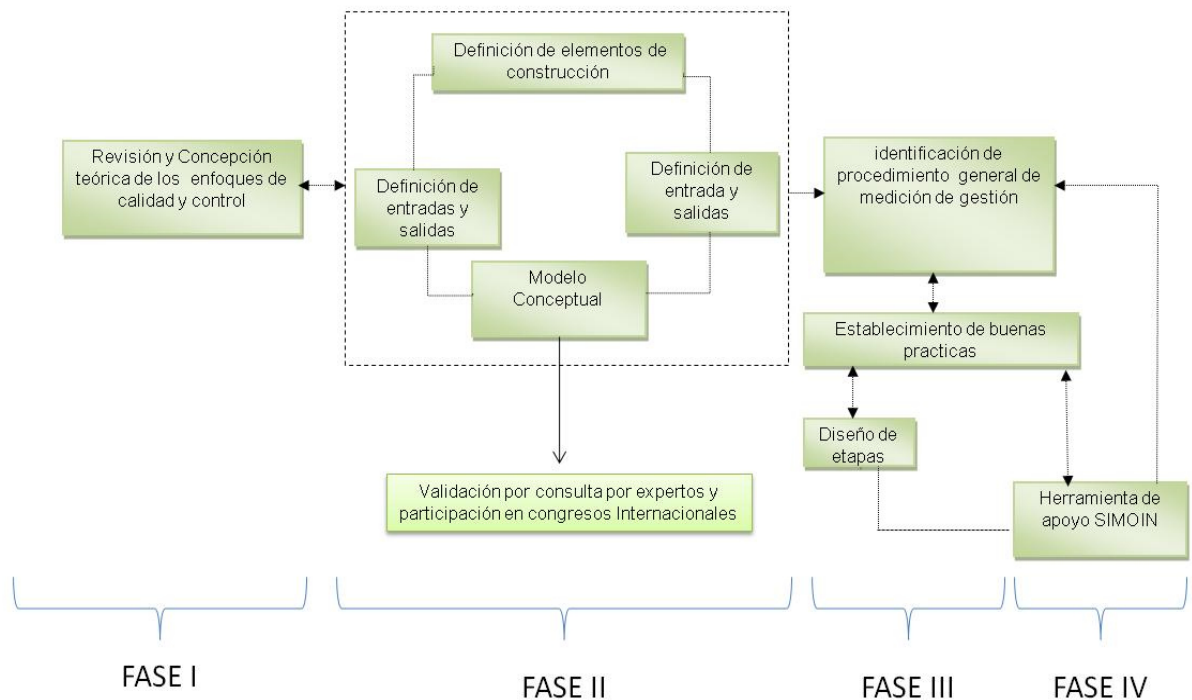 Revisión y Concepción
teórica de los enfoques de
calidad y control
Definición de elementos de
construcción
Definición de
entradas y
salidas
Definición de
entrada y
salidas
Modelo
Conceptual
Validación por consulta por expertos y
participación en congresos Internacionales
identificación de
procedimiento general de
medición de gestión
Establecimiento de buenas
practicas
Diseño de
etapas
Herramienta de
apoyo SIMOIN
FASE I
FASE II
FASE III
FASE IV